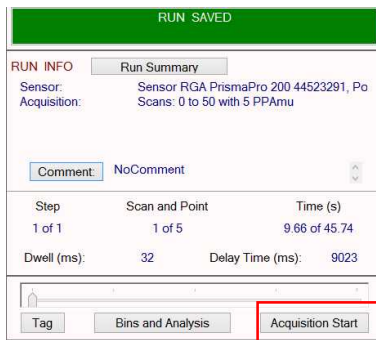 RUN SAVED
RUN INFO Run Summary
Sensor: Sensor RGA PrismaPro 200 44523291, Po
Acquisition: Scans: 0 to 50 with 5 PPAmu
Comment: NoComment
Step Scan and Point Time (s)
1 of 1 1 of 5 9.66 of 45.74
Dwell (ms): 32 Delay Time (ms): 9023
Tag Bins and Analysis Acquisition Start